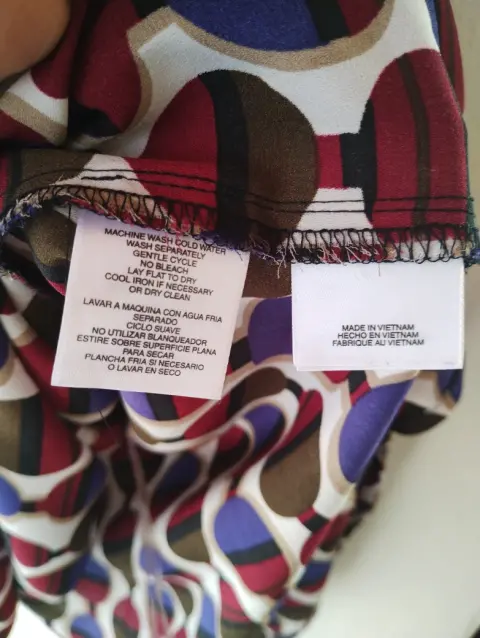 MACHINE WASH COLD WATER
WASH SEPARATELY
GENTLE CYCLE
NO BLEACH
LAY FLAT TO DRY
COOL IRON IF NECESSARY
OR DRY CLEAN
LAVAR A MAQUINA CON AGUA FRIA
SEPARADO
CICLO SUAVE
NO UTILIZAR BLANQUEADOR
ESTIRE SOBRE SUPERFICIE PLANA
PARA SECAR
PLANCHA FRIA SI NECESARIO
O LAVAR EN SECO
MADE IN VIETNAM
HECHO EN VIETNAM
FABRIQUE AU VIETNAM